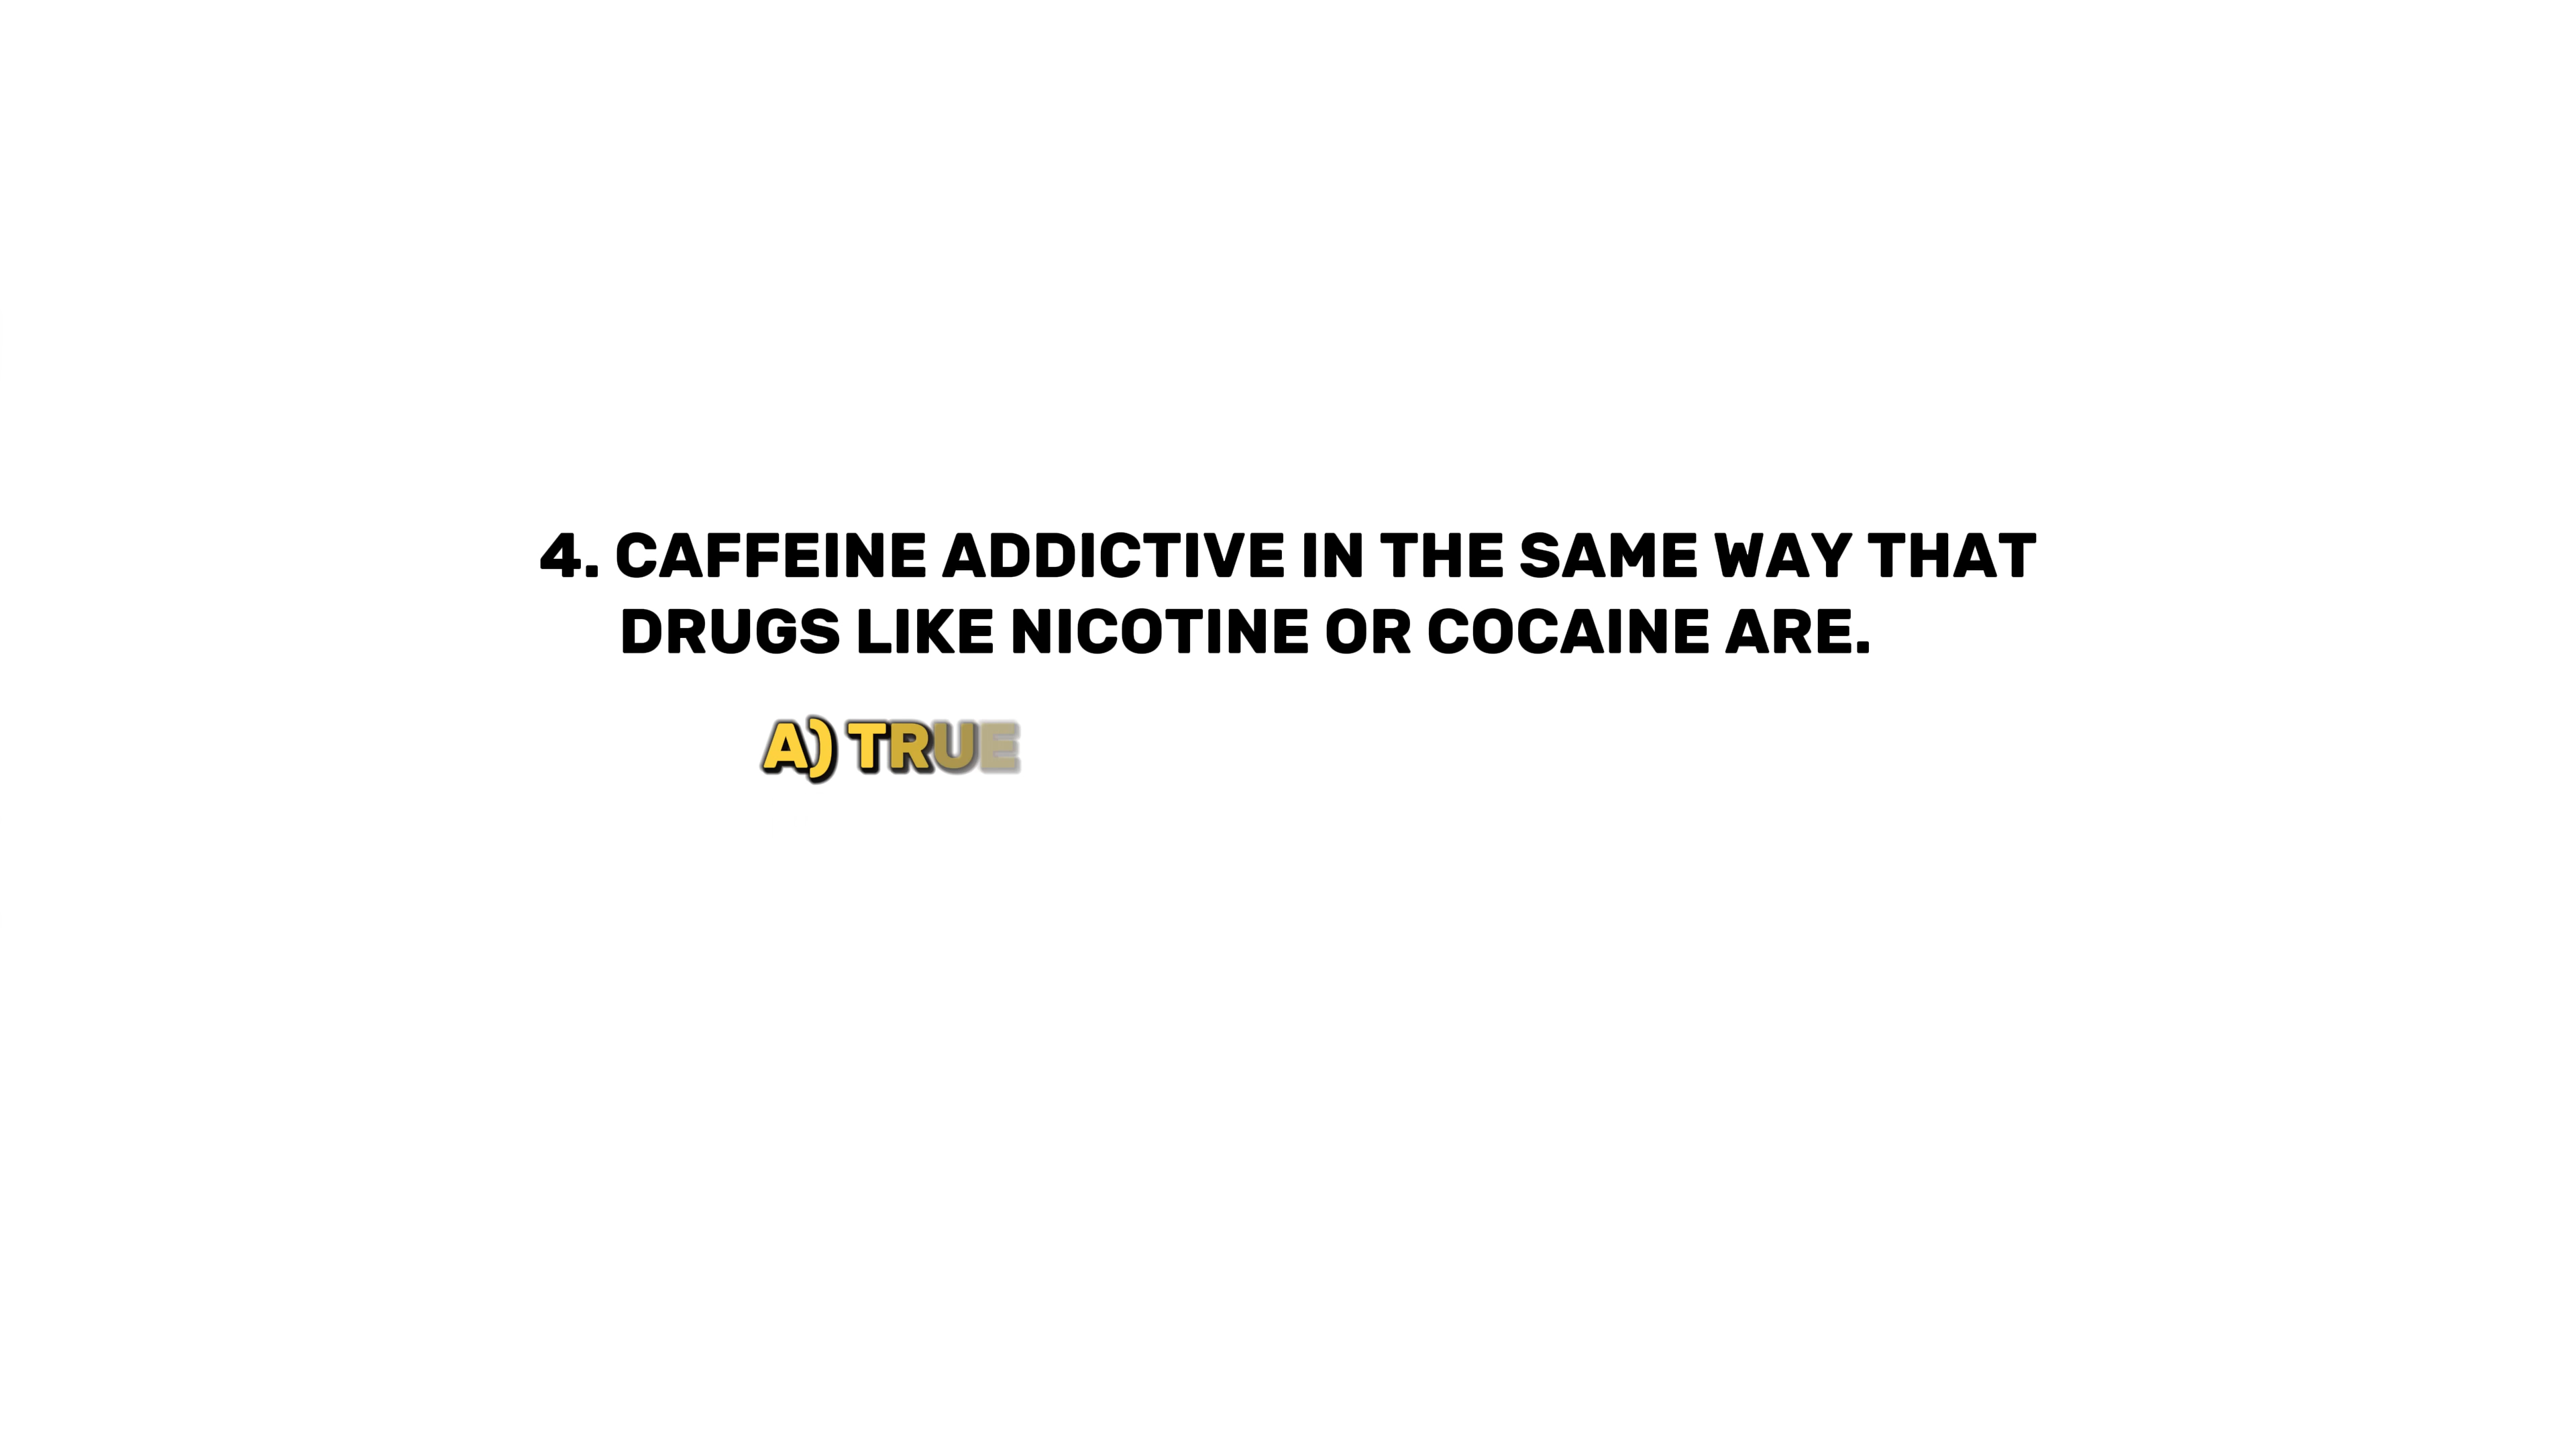 4. CAFFEINE ADDICTIVE IN THE SAME WAY THAT
DRUGS LIKE NICOTINE OR COCAINE ARE.
A) TRUE